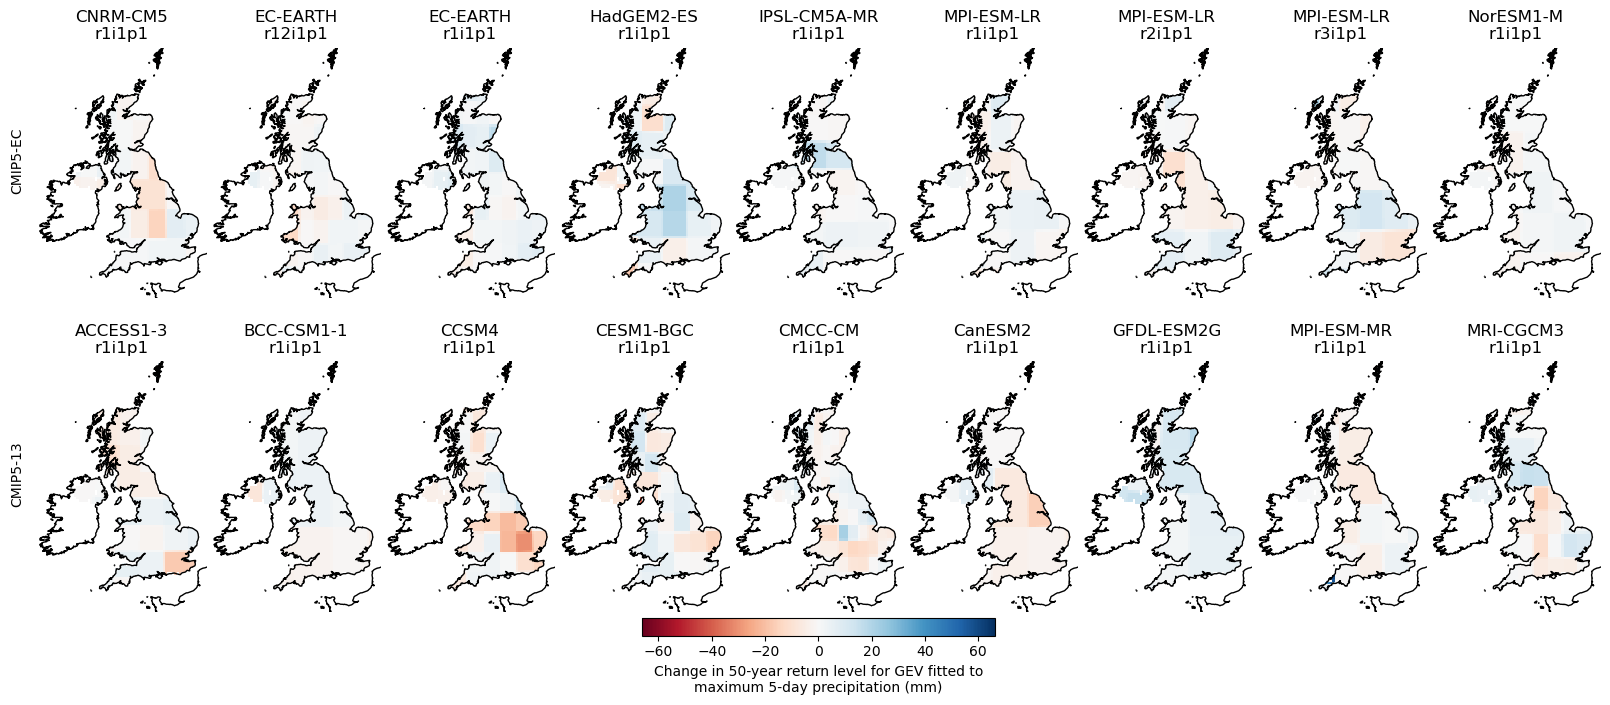 CNRM-CM5
r1i1p1
EC-EARTH
r12i1p1
EC-EARTH
r1i1p1
HadGEM2-ES
r1i1p1
IPSL-CM5A-MR
r1i1p1
MPI-ESM-LR
r1i1p1
MPI-ESM-LR
r2i1p1
MPI-ESM-LR
r3i1p1
NorESM1-M
r1i1p1
CMIP5-EC
ACCESS1-3
r1i1p1
BCC-CSM1-1
r1i1p1
CCSM4
r1i1p1
CESM1-BGC
r1i1p1
CMCC-CM
r1i1p1
CanESM2
r1i1p1
GFDL-ESM2G
r1i1p1
MPI-ESM-MR
r1i1p1
MRI-CGCM3
r1i1p1
CMIP5-13
−60 −40 −20 0 20 40 60
Change in 50-year return level for GEV fitted to
maximum 5-day precipitation (mm)